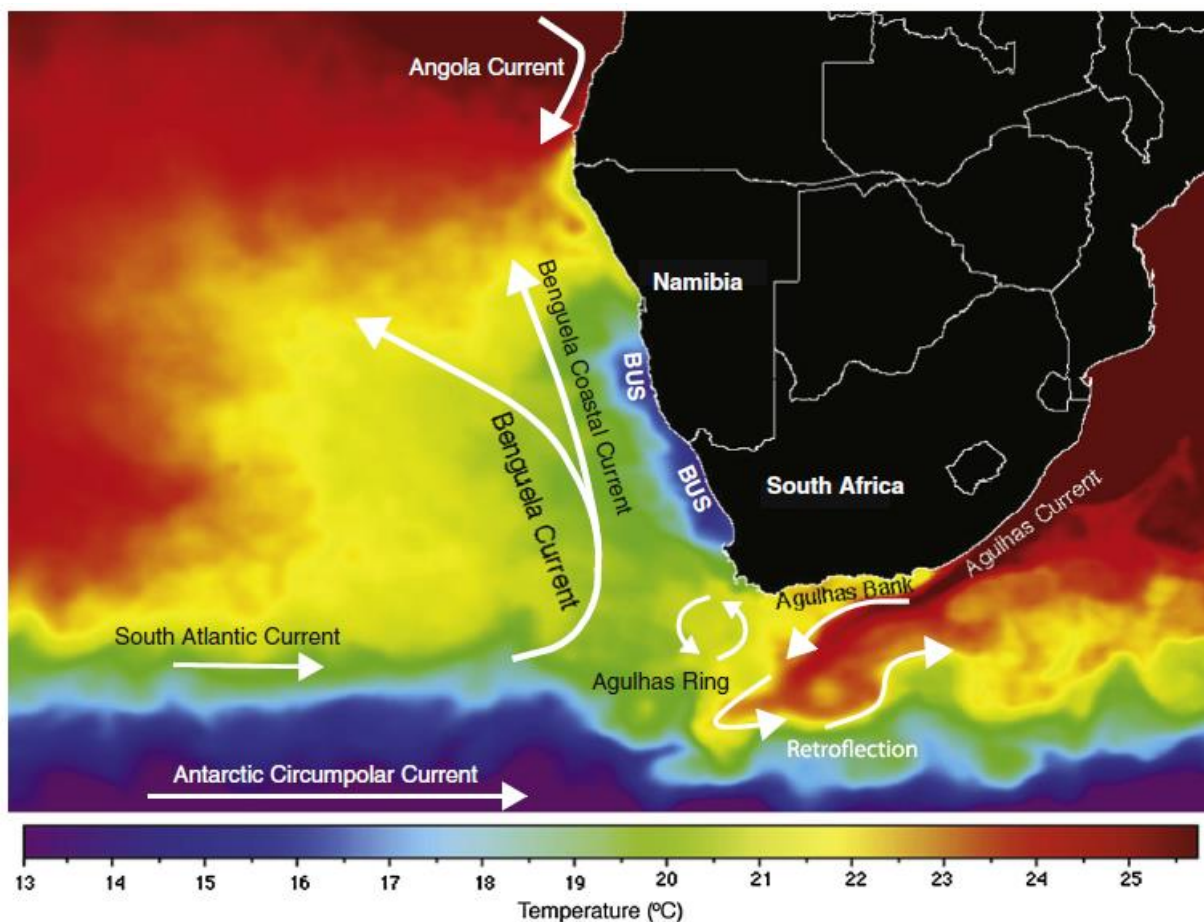 Angola Current
Namibia
Benguela Coastal Current
BUS
BUS
Benguela Current
South Africa
Agulhas Current
Agulhas Bank
South Atlantic Current
Agulhas Ring
Retroflection
Antarctic Circumpolar Current
13 14 15 16 17 18 19 20 21 22 23 24 25
Temperature (ºC)